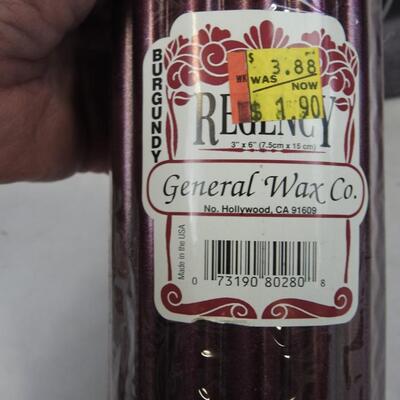 BURGUNDY
$ 3.88
WK WAS NOW
$ 1.90
REGENCY
3" x 6" (7.5cm x 15 cm)
General Wax Co.
No. Hollywood, CA 91609
Made in the USA
0 73190 80280 8